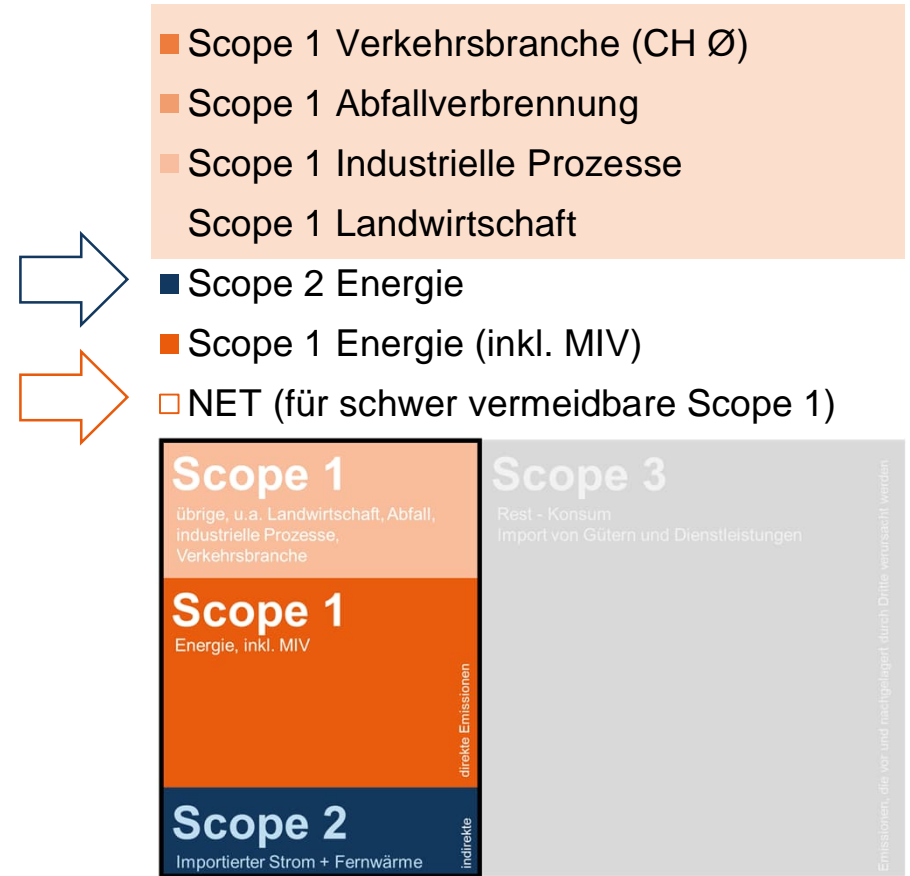 Scope 1 Verkehrsbranche (CH Ø)
Scope 1 Abfallverbrennung
Scope 1 Industrielle Prozesse
Scope 1 Landwirtschaft
Scope 2 Energie
Scope 1 Energie (inkl. MIV)
NET (für schwer vermeidbare Scope 1)
Scope 1
übrige, u.a. Landwirtschaft, Abfall,
industrielle Prozesse,
Verkehrsbranche
Scope 1
Energie, inkl. MIV
direkte Emissionen
Scope 2
Importierter Strom + Fernwärme
indirekte
Scope 3
Rest - Konsum
Import von Gütern und Dienstleistungen
Emissionen, die vor und nachgelagert durch Dritte verursacht werden